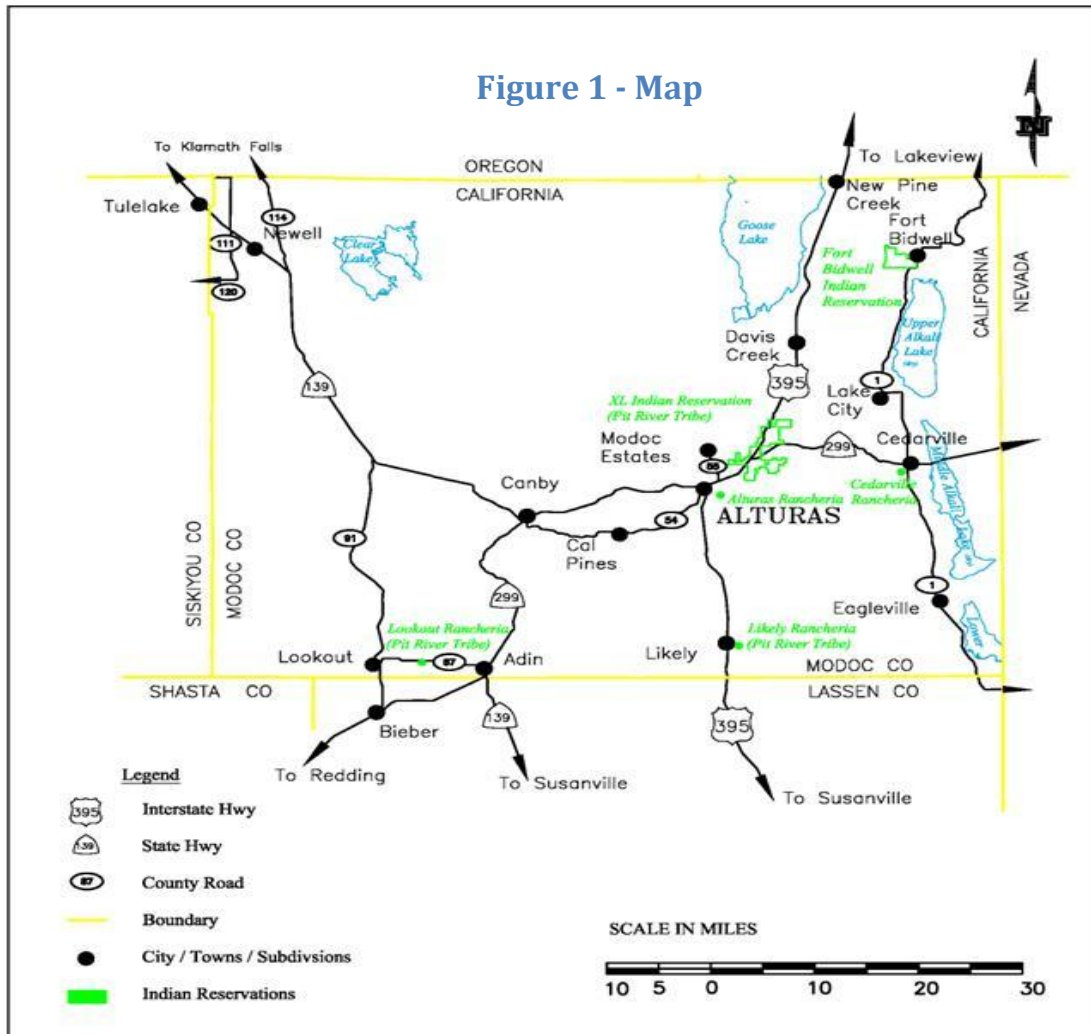 Figure 1 - Map
N
To Klamath Falls
OREGON
CALIFORNIA
To Lakeview
Tulelake
114
New Pine
Creek
111
Newell
Clear
Lake
Goose
Lake
Fort
Bidwell
120
Fort
Bidwell
Indian
Reservation
CALIFORNIA
NEVADA
Upper
Alkali
Lake
Davis
Creek
139
395
1
Lake
City
XL Indian Reservation
(Pit River Tribe)
Modoc
Estates
55
299
Cedarville
Middle Alkali Lake
Canby
Cedarville
Rancheria
Alturas Rancheria
ALTURAS
54
Cal
Pines
91
SISKIYOU CO
MODOC CO
299
1
Eagleville
Lower
Lookout Rancheria
(Pit River Tribe)
Likely Rancheria
(Pit River Tribe)
Lookout
87
Adin
Likely
MODOC CO
SHASTA CO
LASSEN CO
Bieber
139
395
To Redding
To Susanville
To Susanville
Legend
395
Interstate Hwy
139
State Hwy
87
County Road
Boundary
City / Towns / Subdivsions
Indian Reservations
SCALE IN MILES
10 5 0 10 20 30